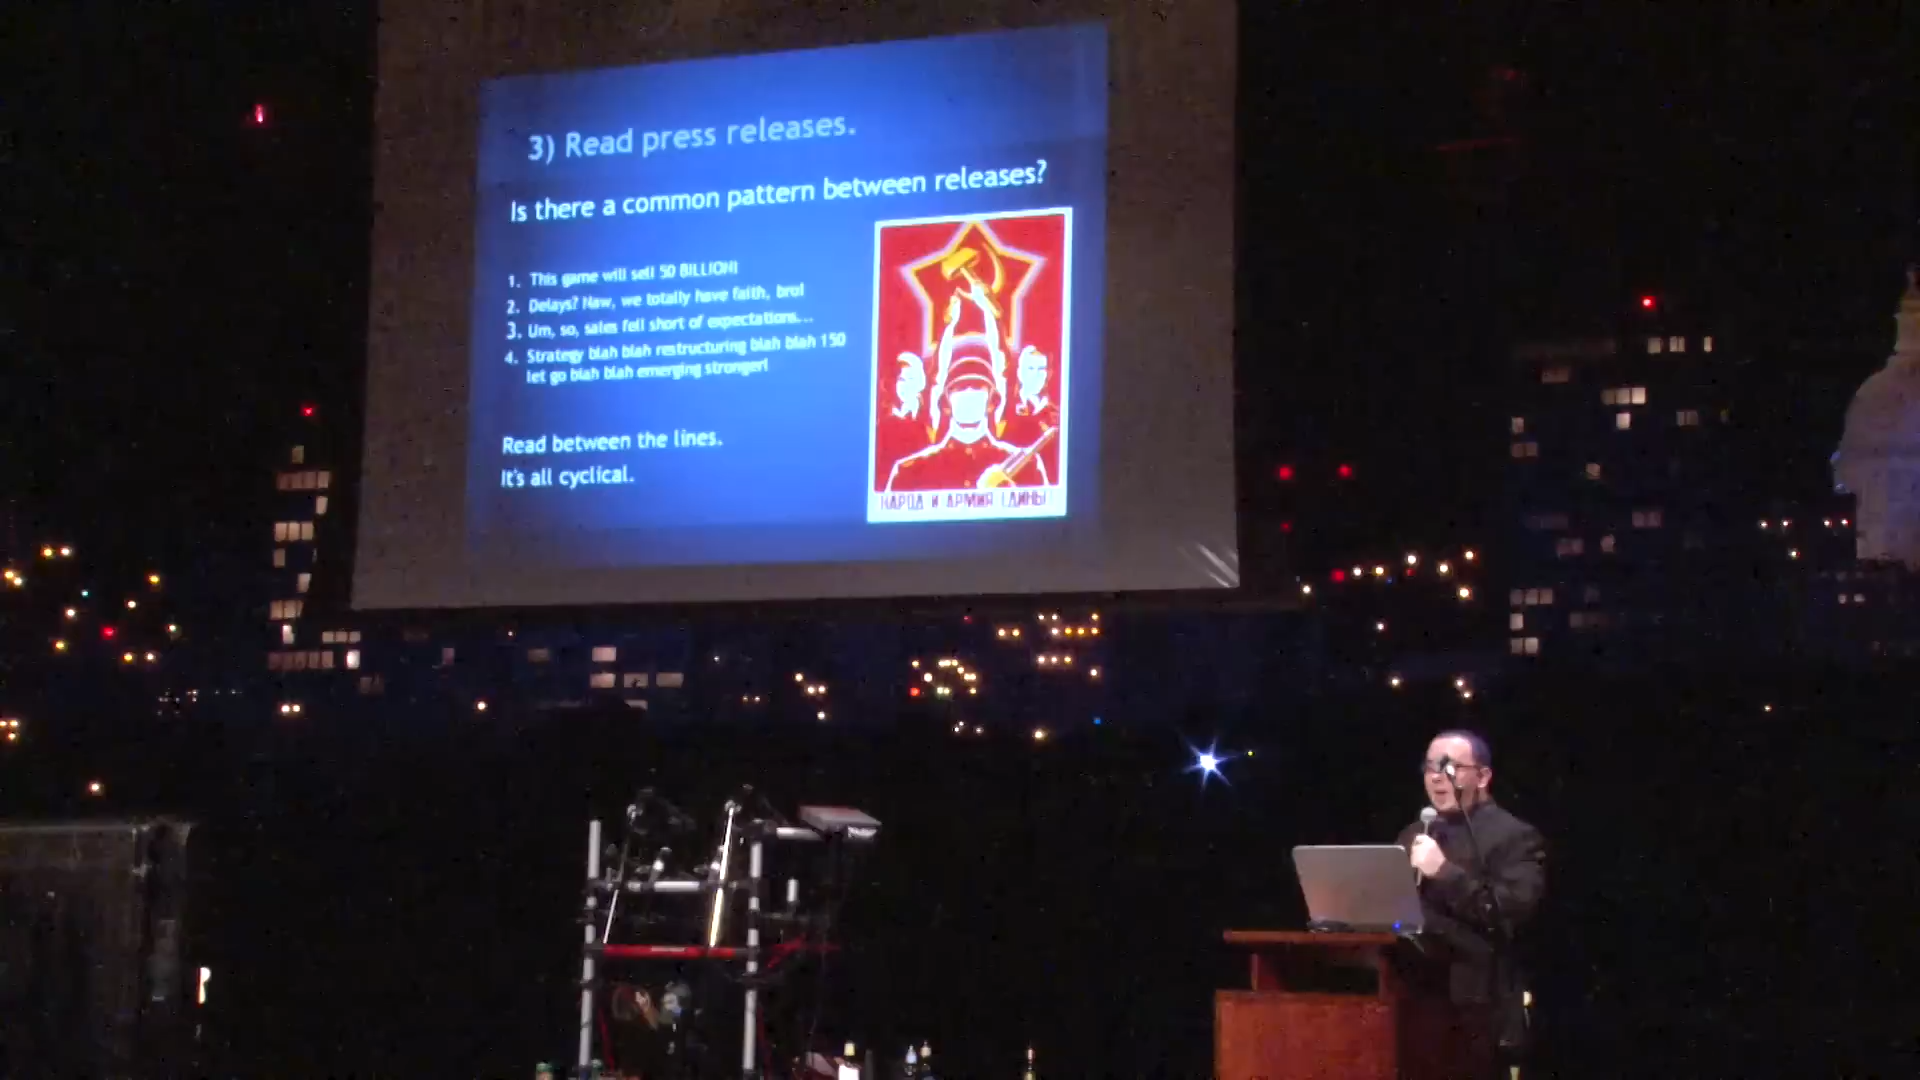 3) Read press releases.
Is there a common pattern between releases?
1. This game will sell 50 BILLION!
2. Delays? Naw, we totally have faith, bro!
3. Um, so, sales fell short of expectations...
4. Strategy blah blah restructuring blah blah 150
let go blah blah emerging stronger!
Read between the lines.
It's all cyclical.
НАРОД И АРМИЯ ЕДИНЫ!